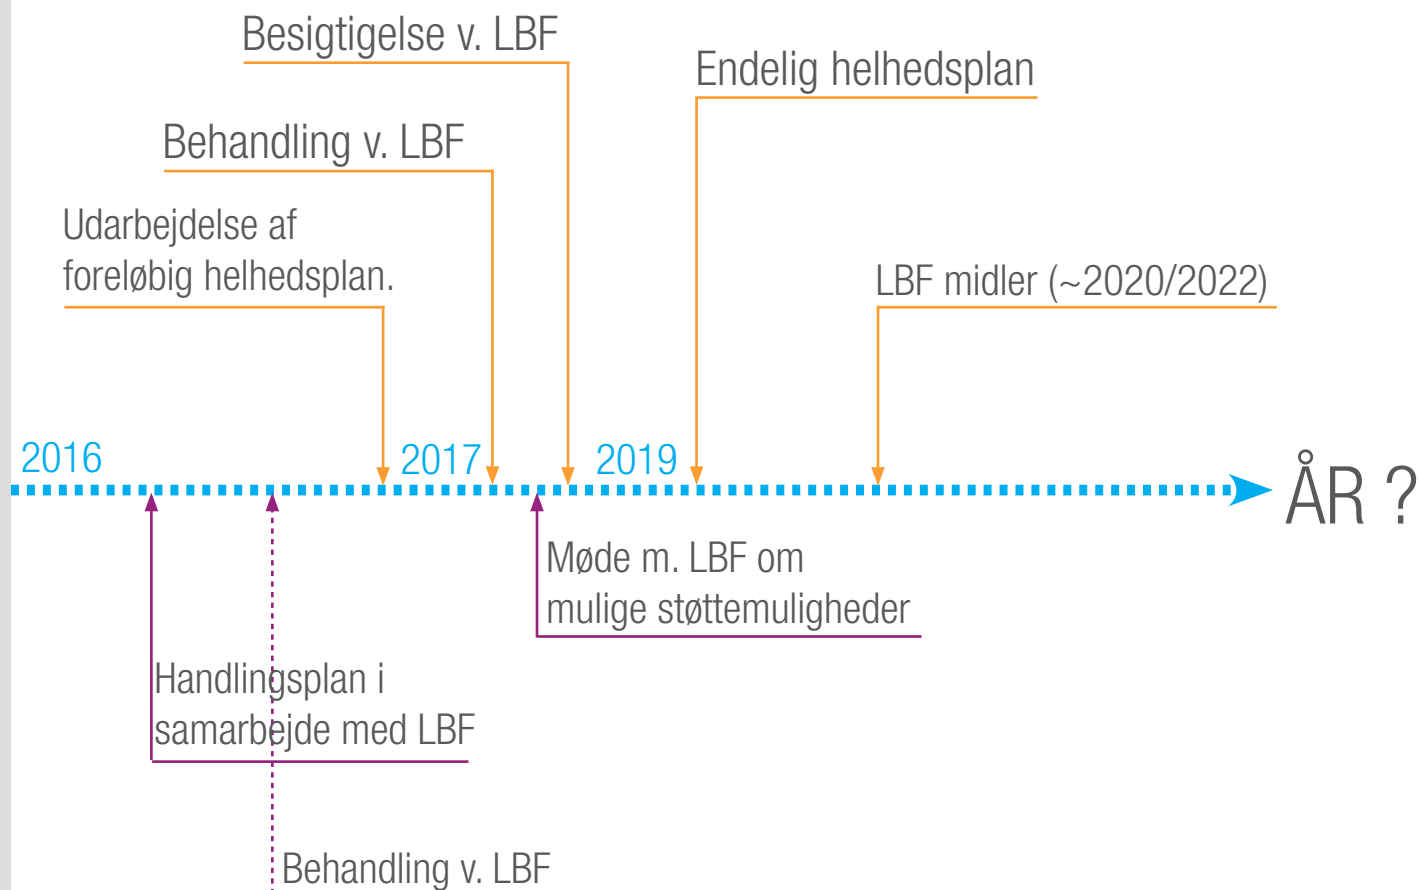 Besigtigelse v. LBF
Endelig helhedsplan
Behandling v. LBF
Udarbejdelse af
foreløbig helhedsplan.
LBF midler (~2020/2022)
2016
2017
2019
ÅR ?
Møde m. LBF om
mulige støttemuligheder
Handlingsplan i
samarbejde med LBF
Behandling v. LBF